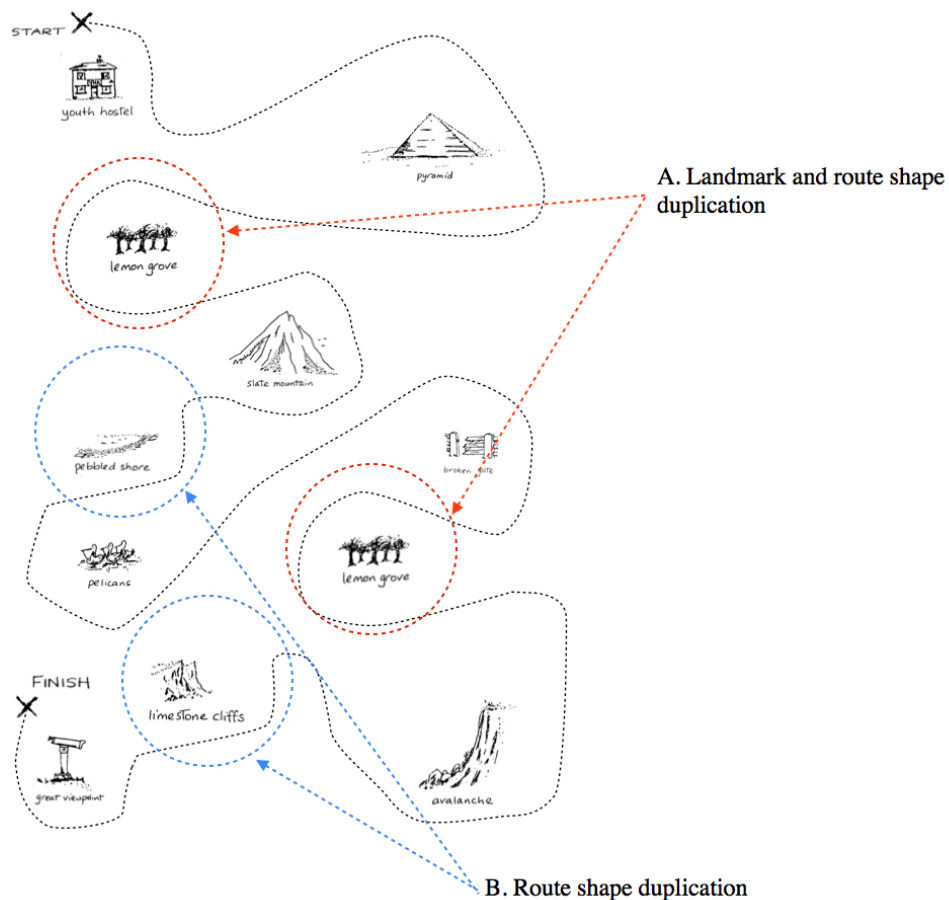 START
youth hostel
pyramid
A. Landmark and route shape
duplication
lemon grove
slate mountain
pebbled shore
broken gate
pelicans
lemon grove
FINISH
limestone cliffs
great viewpoint
avalanche
B. Route shape duplication